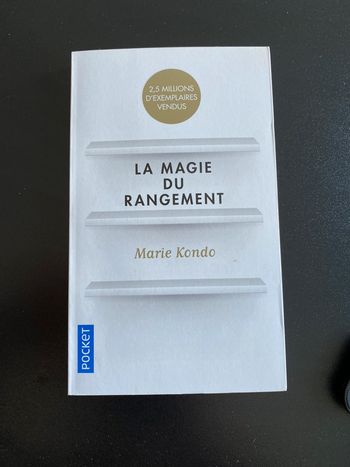 2,5 MILLIONS
D'EXEMPLAIRES
VENDUS
LA MAGIE
DU
RANGEMENT
Marie Kondo
POCKET